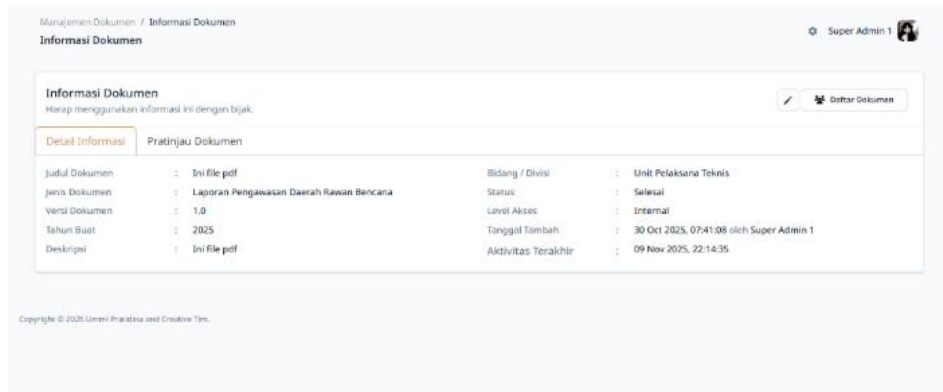 Manajemen Dokumen / Informasi Dokumen
Informasi Dokumen
Super Admin 1
Informasi Dokumen
Harap menggunakan informasi ini dengan bijak.
Daftar Dokumen
Detail Informasi Pratinjau Dokumen
Judul Dokumen : Ini file pdf
Jenis Dokumen : Laporan Pengawasan Daerah Rawan Bencana
Versi Dokumen : 1.0
Tahun Buat : 2025
Deskripsi : Ini file pdf
Bidang / Divisi : Unit Pelaksana Teknis
Status : Selesai
Level Akses : Internal
Tanggal Tambah : 30 Oct 2025, 07:41:08 oleh Super Admin 1
Aktivitas Terakhir : 09 Nov 2025, 22:14:35
Copyright © 2025 Ummi Pratidina and Creative Tim.